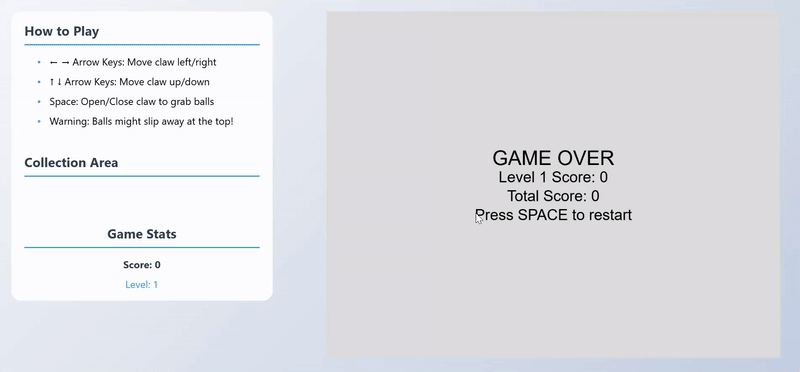 How to Play
• ← → Arrow Keys: Move claw left/right
• ↑ ↓ Arrow Keys: Move claw up/down
• Space: Open/Close claw to grab balls
• Warning: Balls might slip away at the top!
Collection Area
Game Stats
Score: 0
Level: 1
GAME OVER
Level 1 Score: 0
Total Score: 0
Press SPACE to restart